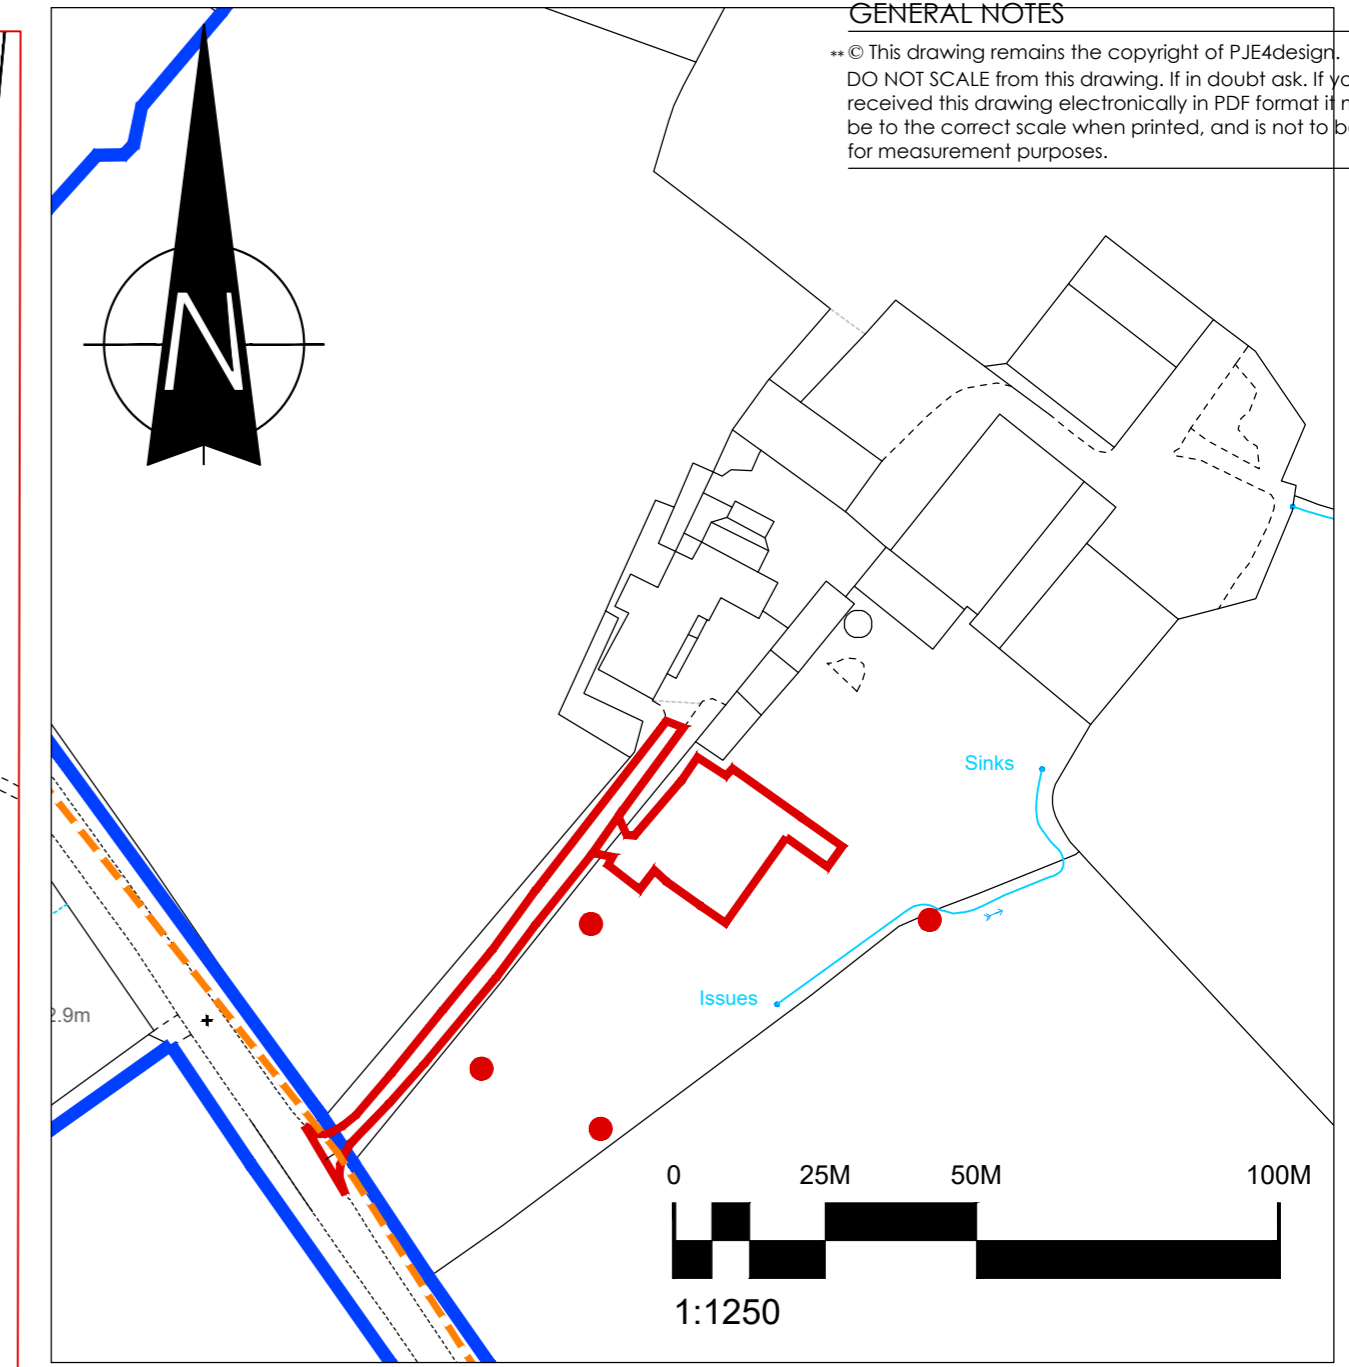 GENERAL NOTES
** © This drawing remains the copyright of PJE4design.
DO NOT SCALE from this drawing. If in doubt ask. If
received this drawing electronically in PDF format it
be to the correct scale when printed, and is not to
for measurement purposes.
N
Sinks
Issues
2.9m
0 25M 50M 100M
1:1250